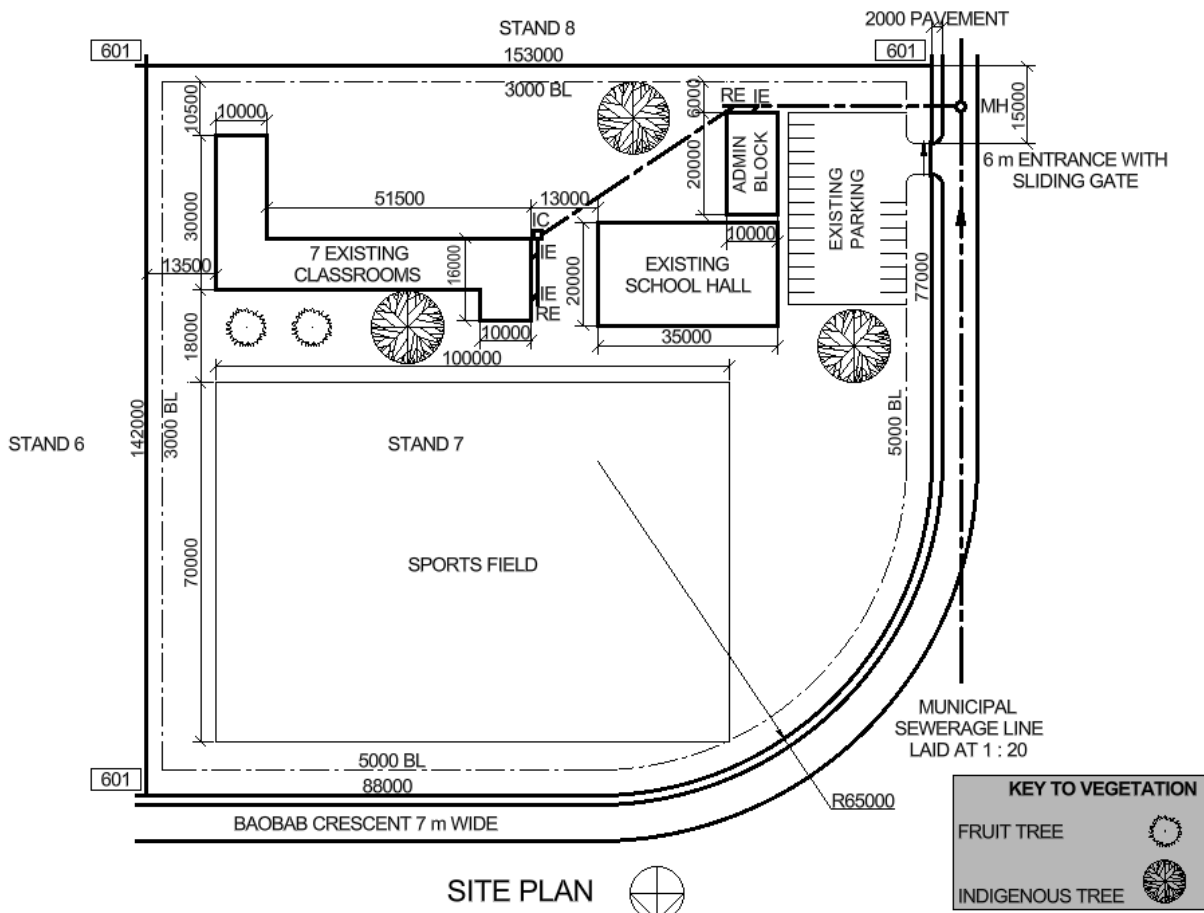 STAND 8
2000 PAVEMENT
601
153000
601
3000 BL
10500
10000
6000
RE
IE
MH
15000
6 m ENTRANCE WITH
SLIDING GATE
20000
ADMIN
BLOCK
EXISTING
PARKING
30000
51500
13000
IC
10000
7 EXISTING
CLASSROOMS
16000
IE
EXISTING
SCHOOL HALL
20000
77000
13500
IE
RE
18000
10000
35000
100000
STAND 6
142000
3000 BL
STAND 7
5000 BL
70000
SPORTS FIELD
MUNICIPAL
SEWERAGE LINE
LAID AT 1 : 20
601
5000 BL
88000
R65000
BAOBAB CRESCENT 7 m WIDE
KEY TO VEGETATION
FRUIT TREE
INDIGENOUS TREE
SITE PLAN